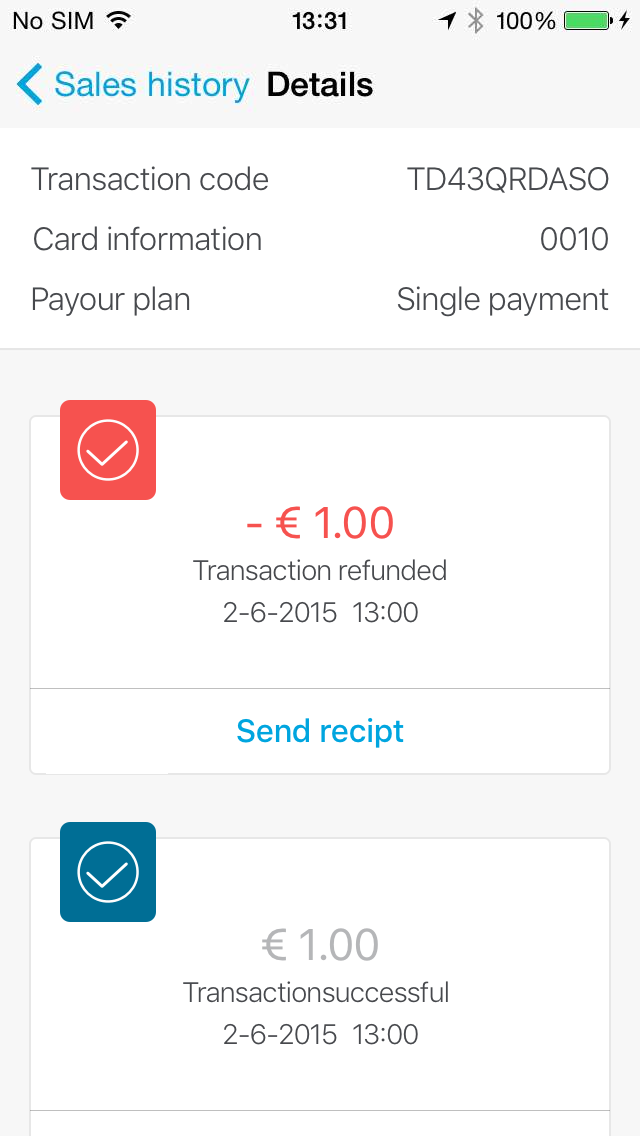 No SIM 13:31 100%
Sales history Details
Transaction code TD43QRDASO
Card information 0010
Payour plan Single payment
- € 1.00
Transaction refunded
2-6-2015 13:00
Send recipt
€ 1.00
Transactionsuccessful
2-6-2015 13:00